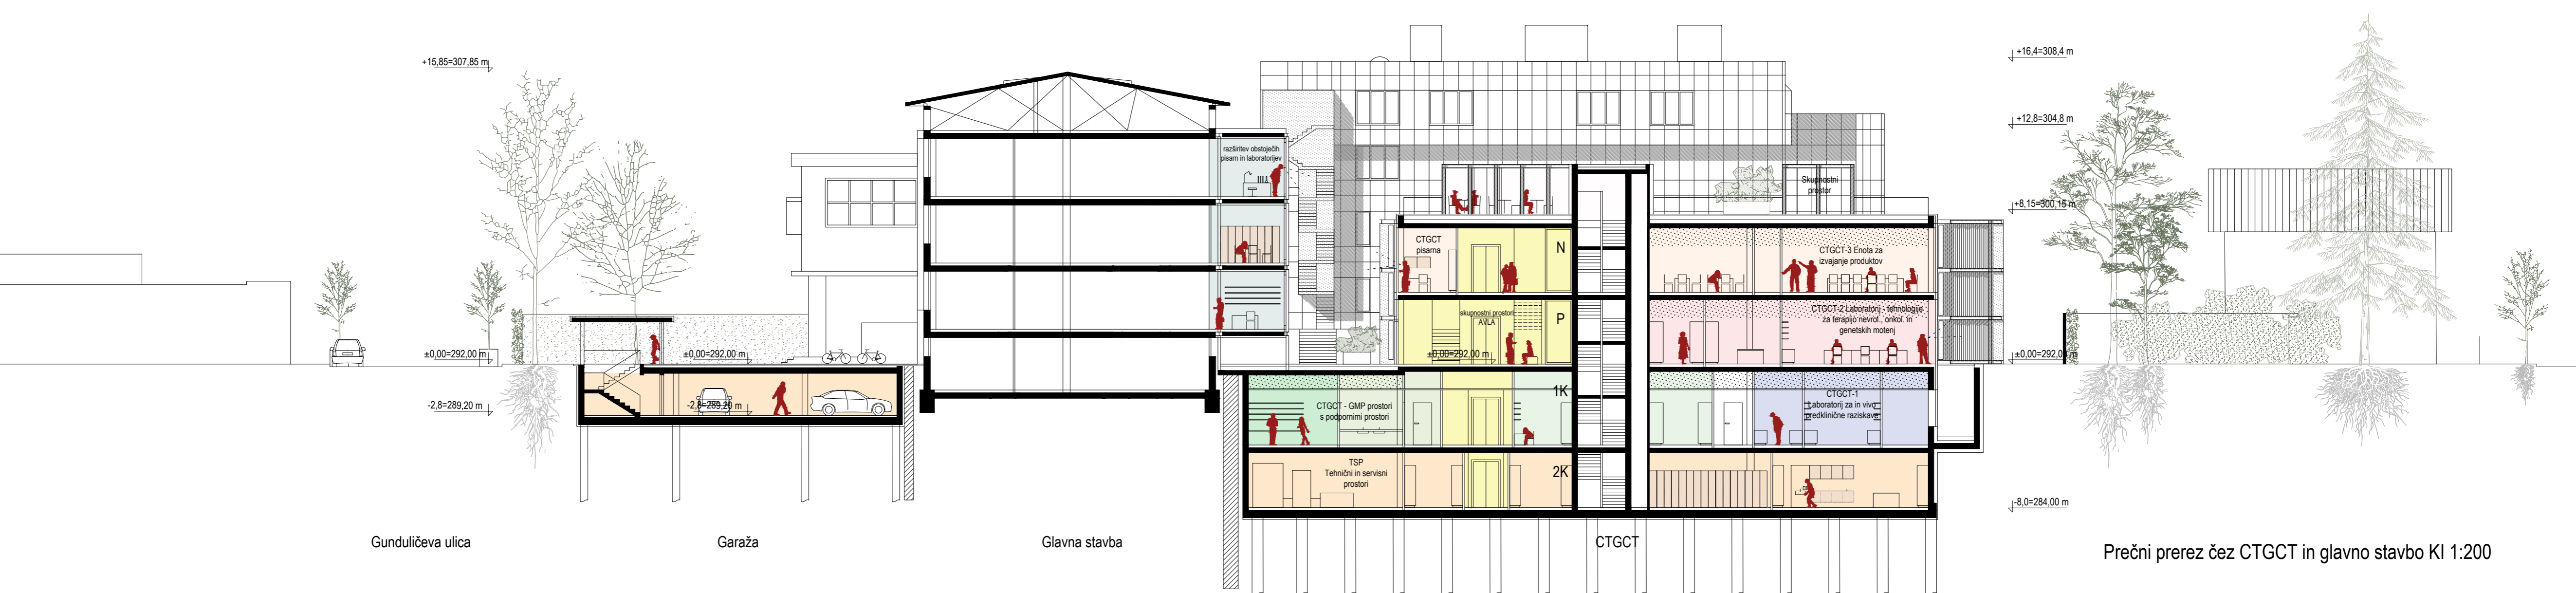 +15,85=307,85 m
+16,4=308,4 m
+12,8=304,8 m
razširitev obstoječih
pisarn in laboratorijev
Skupnostni
prostor
+8,15=300,15 m
CTGCT
pisarna
N
CTGCT-3 Enota za
izvajanje produktov
skupnostni prostori
AVLA
P
CTGCT-2 Laboratorij - tehnologije
za terapijo nevrol., onkol. in
genetskih motenj
±0,00=292,00 m
±0,00=292,00 m
±0,00=292,00 m
±0,00=292,00 m
-2,8=289,20 m
-2,8=289,20 m
CTGCT - GMP prostori
s podpornimi prostori
1K
CTGCT-1
Laboratorij za in vivo
predklinične raziskave
TSP
Tehnični in servisni
prostori
2K
-8,0=284,00 m
Gunduličeva ulica
Garaža
Glavna stavba
CTGCT
Prečni prerez čez CTGCT in glavno stavbo KI 1:200